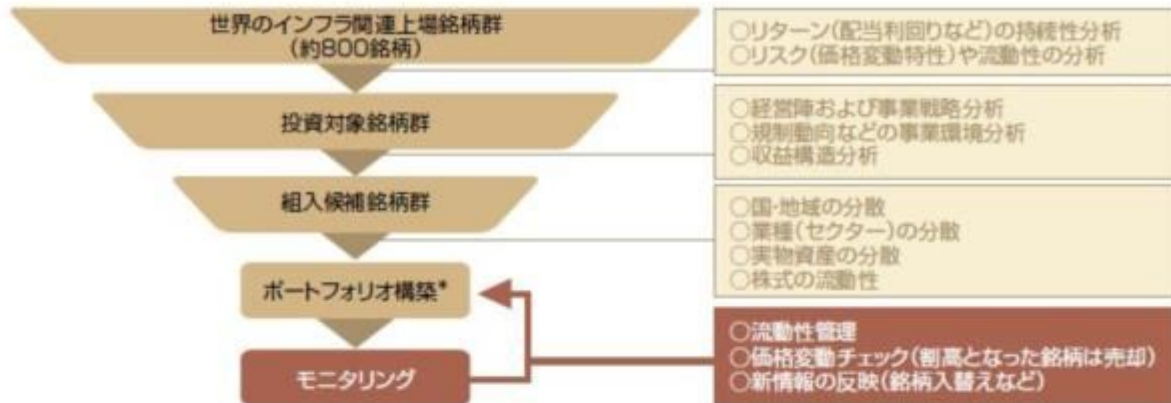 世界のインフラ関連上場銘柄群
(約800銘柄)
○リターン(配当利回りなど)の持続性分析
○リスク(価格変動特性)や流動性の分析
投資対象銘柄群
○経営陣および事業戦略分析
○規制動向などの事業環境分析
○収益構造分析
組入候補銘柄群
○国・地域の分散
○業種(セクター)の分散
○実物資産の分散
○株式の流動性
ポートフォリオ構築*
○流動性管理
○価格変動チェック(割高となった銘柄は売却)
○新情報の反映(銘柄入替えなど)
モニタリング